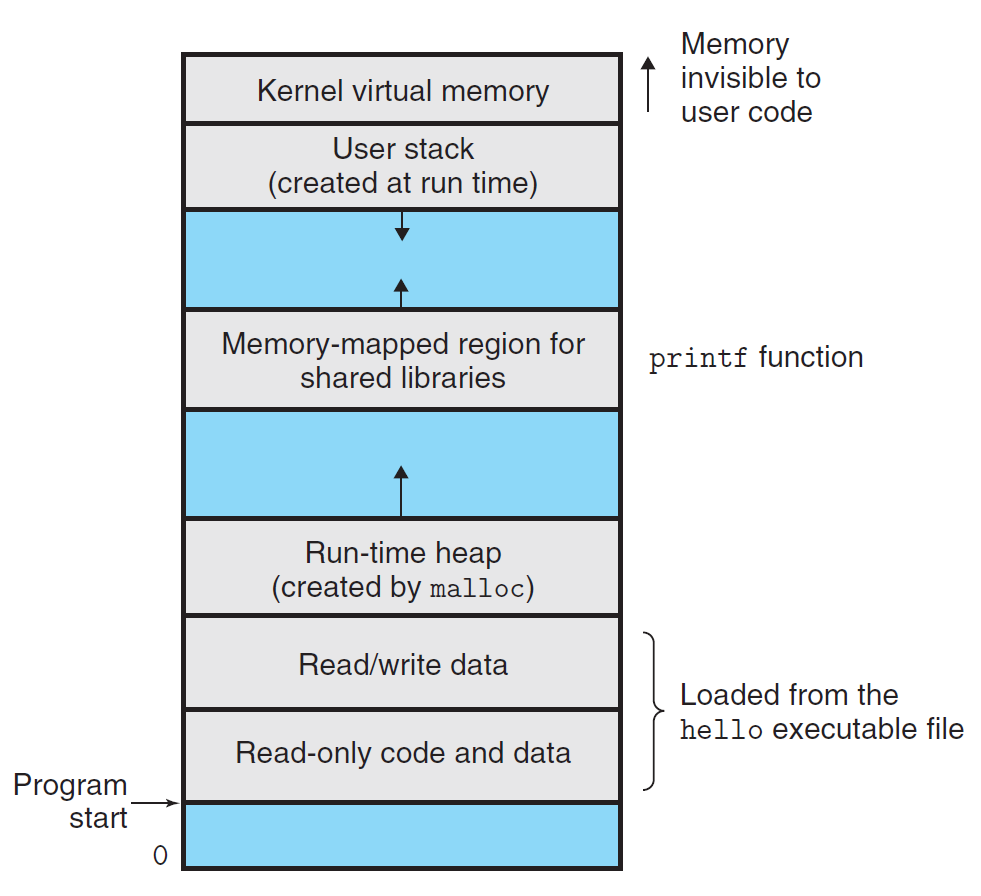 Memory
invisible to
user code
Kernel virtual memory
User stack
(created at run time)
Memory-mapped region for
shared libraries
printf function
Run-time heap
(created by malloc)
Read/write data
Loaded from the
hello executable file
Read-only code and data
Program
start
0